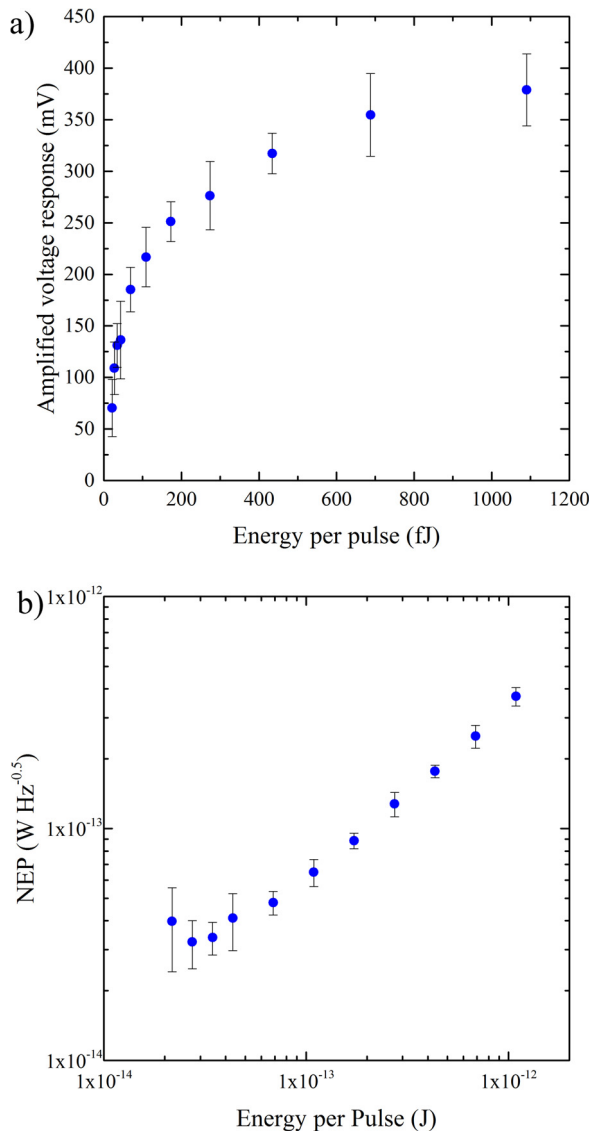 a)
450
400
350
300
250
200
150
100
50
0
Amplified voltage response (mV)
0 200 400 600 800 1000 1200
Energy per pulse (fJ)
b)
1x10⁻¹²
1x10⁻¹³
1x10⁻¹⁴
NEP (W Hz⁻⁰·⁵)
1x10⁻¹⁴ 1x10⁻¹³ 1x10⁻¹²
Energy per Pulse (J)